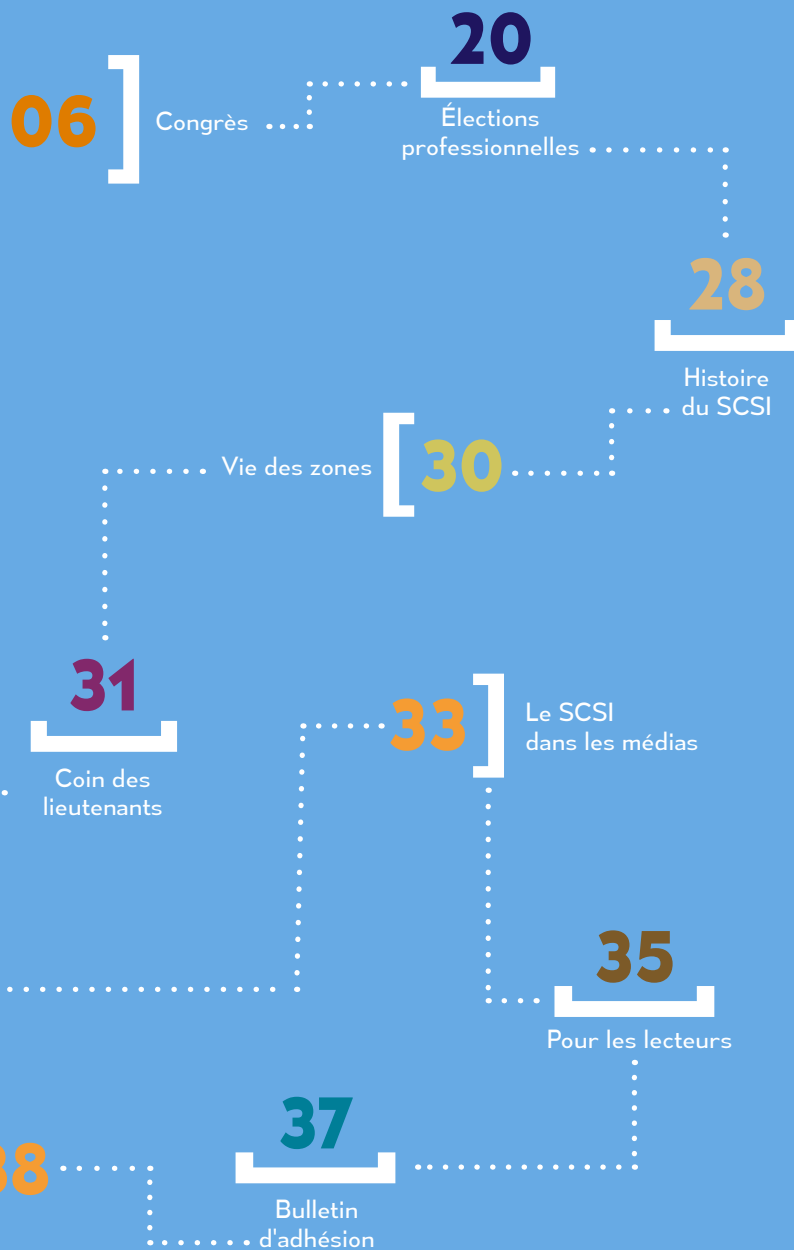 06
Congrès
20
Élections
professionnelles
28
Histoire
du SCSI
Vie des zones
30
31
Coin des
lieutenants
33
Le SCSI
dans les médias
35
Pour les lecteurs
37
Bulletin
d'adhésion